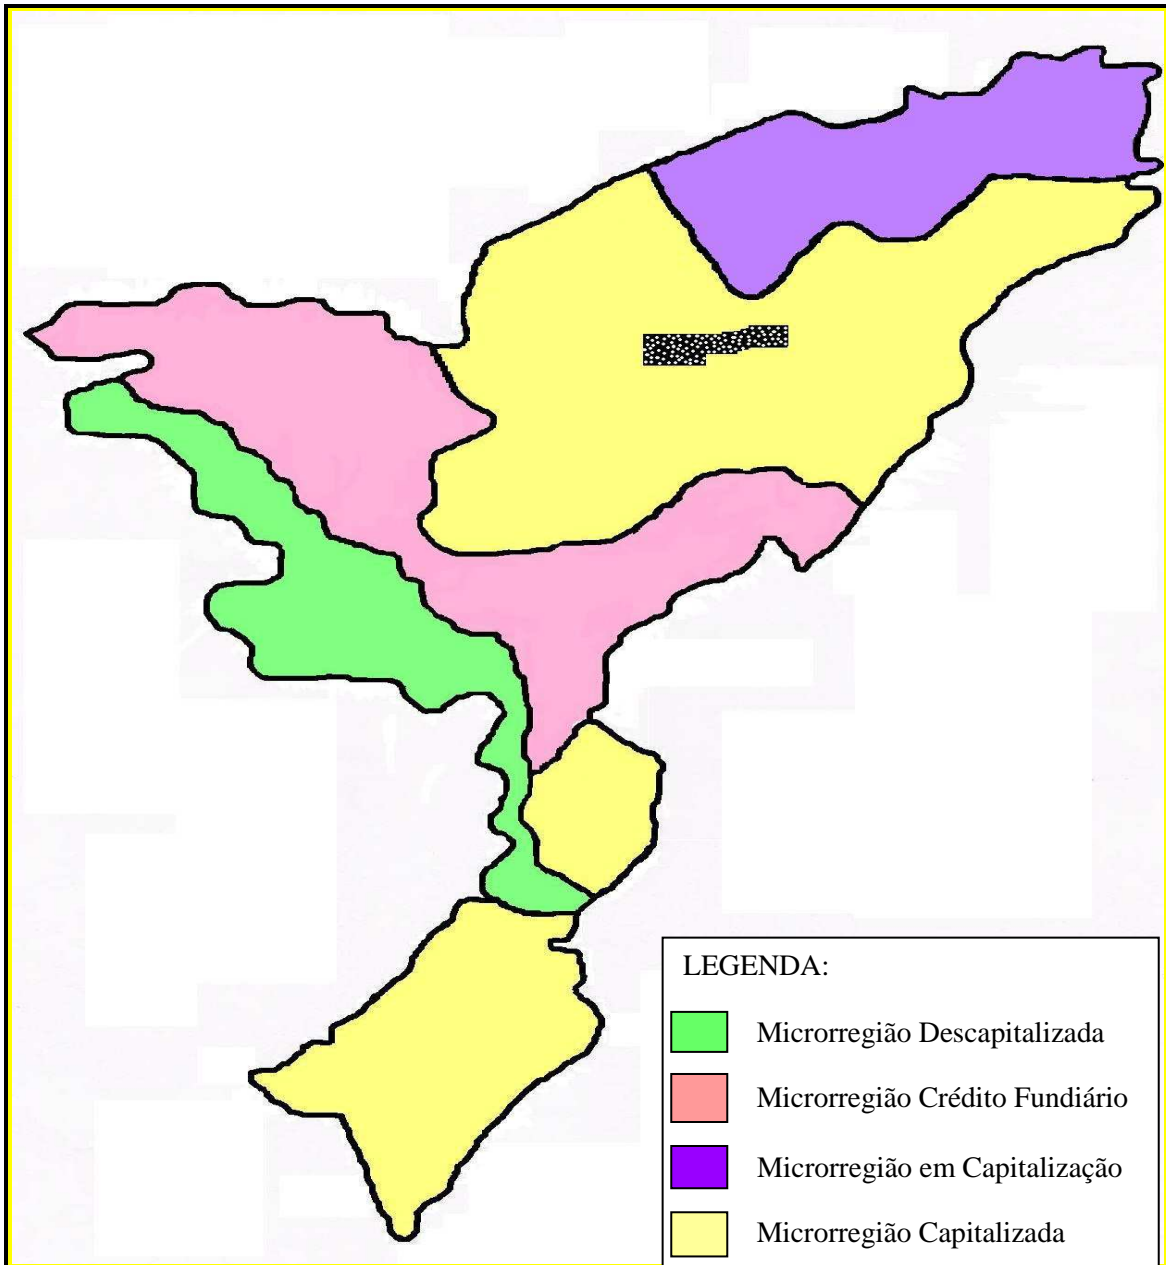 LEGENDA:
Microrregião Descapitalizada
Microrregião Crédito Fundiário
Microrregião em Capitalização
Microrregião Capitalizada